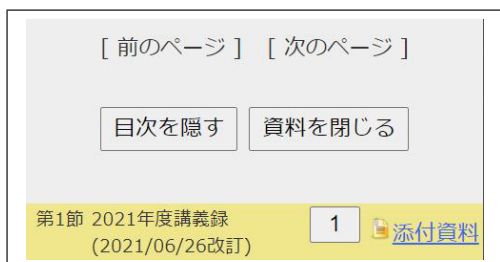 [ 前のページ ] [ 次のページ ]
目次を隠す 資料を閉じる
第1節 2021年度講義録 1 添付資料
(2021/06/26改訂)